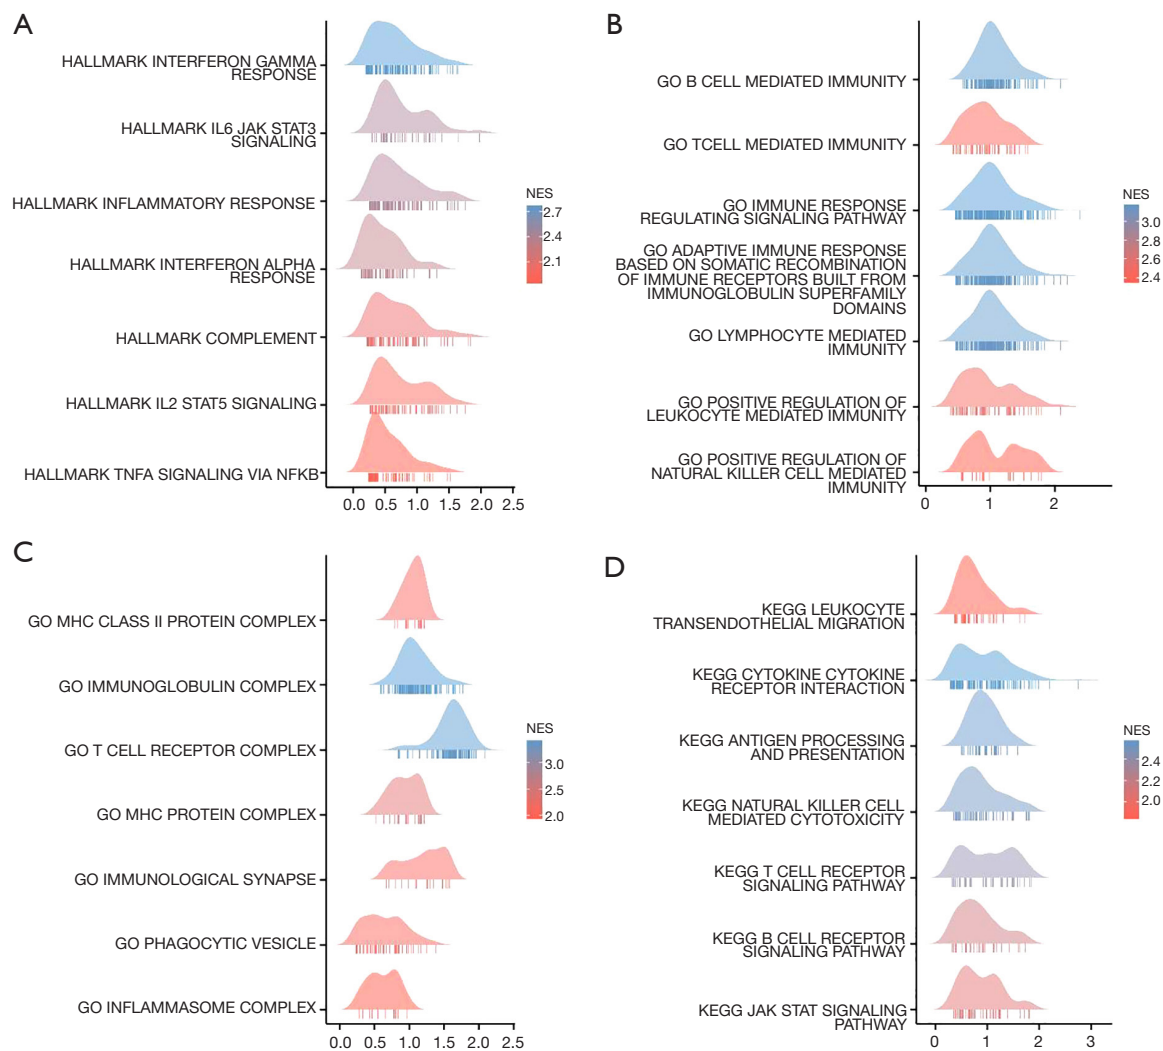 A
HALLMARK INTERFERON GAMMA
RESPONSE
HALLMARK IL6 JAK STAT3
SIGNALING
HALLMARK INFLAMMATORY RESPONSE
HALLMARK INTERFERON ALPHA
RESPONSE
HALLMARK COMPLEMENT
HALLMARK IL2 STAT5 SIGNALING
HALLMARK TNFA SIGNALING VIA NFKB
0.0 0.5 1.0 1.5 2.0 2.5
NES
2.7
2.4
2.1
B
GO B CELL MEDIATED IMMUNITY
GO TCELL MEDIATED IMMUNITY
GO IMMUNE RESPONSE
REGULATING SIGNALING PATHWAY
GO ADAPTIVE IMMUNE RESPONSE
BASED ON SOMATIC RECOMBINATION
OF IMMUNE RECEPTORS BUILT FROM
IMMUNOGLOBULIN SUPERFAMILY
DOMAINS
GO LYMPHOCYTE MEDIATED
IMMUNITY
GO POSITIVE REGULATION OF
LEUKOCYTE MEDIATED IMMUNITY
GO POSITIVE REGULATION OF
NATURAL KILLER CELL MEDIATED
IMMUNITY
0 1 2
NES
3.0
2.8
2.6
2.4
C
GO MHC CLASS II PROTEIN COMPLEX
GO IMMUNOGLOBULIN COMPLEX
GO T CELL RECEPTOR COMPLEX
GO MHC PROTEIN COMPLEX
GO IMMUNOLOGICAL SYNAPSE
GO PHAGOCYTIC VESICLE
GO INFLAMMASOME COMPLEX
0.0 0.5 1.0 1.5 2.0 2.5
NES
3.0
2.5
2.0
D
KEGG LEUKOCYTE
TRANSENDOTHELIAL MIGRATION
KEGG CYTOKINE CYTOKINE
RECEPTOR INTERACTION
KEGG ANTIGEN PROCESSING
AND PRESENTATION
KEGG NATURAL KILLER CELL
MEDIATED CYTOTOXICITY
KEGG T CELL RECEPTOR
SIGNALING PATHWAY
KEGG B CELL RECEPTOR
SIGNALING PATHWAY
KEGG JAK STAT SIGNALING
PATHWAY
0 1 2 3
NES
2.4
2.2
2.0